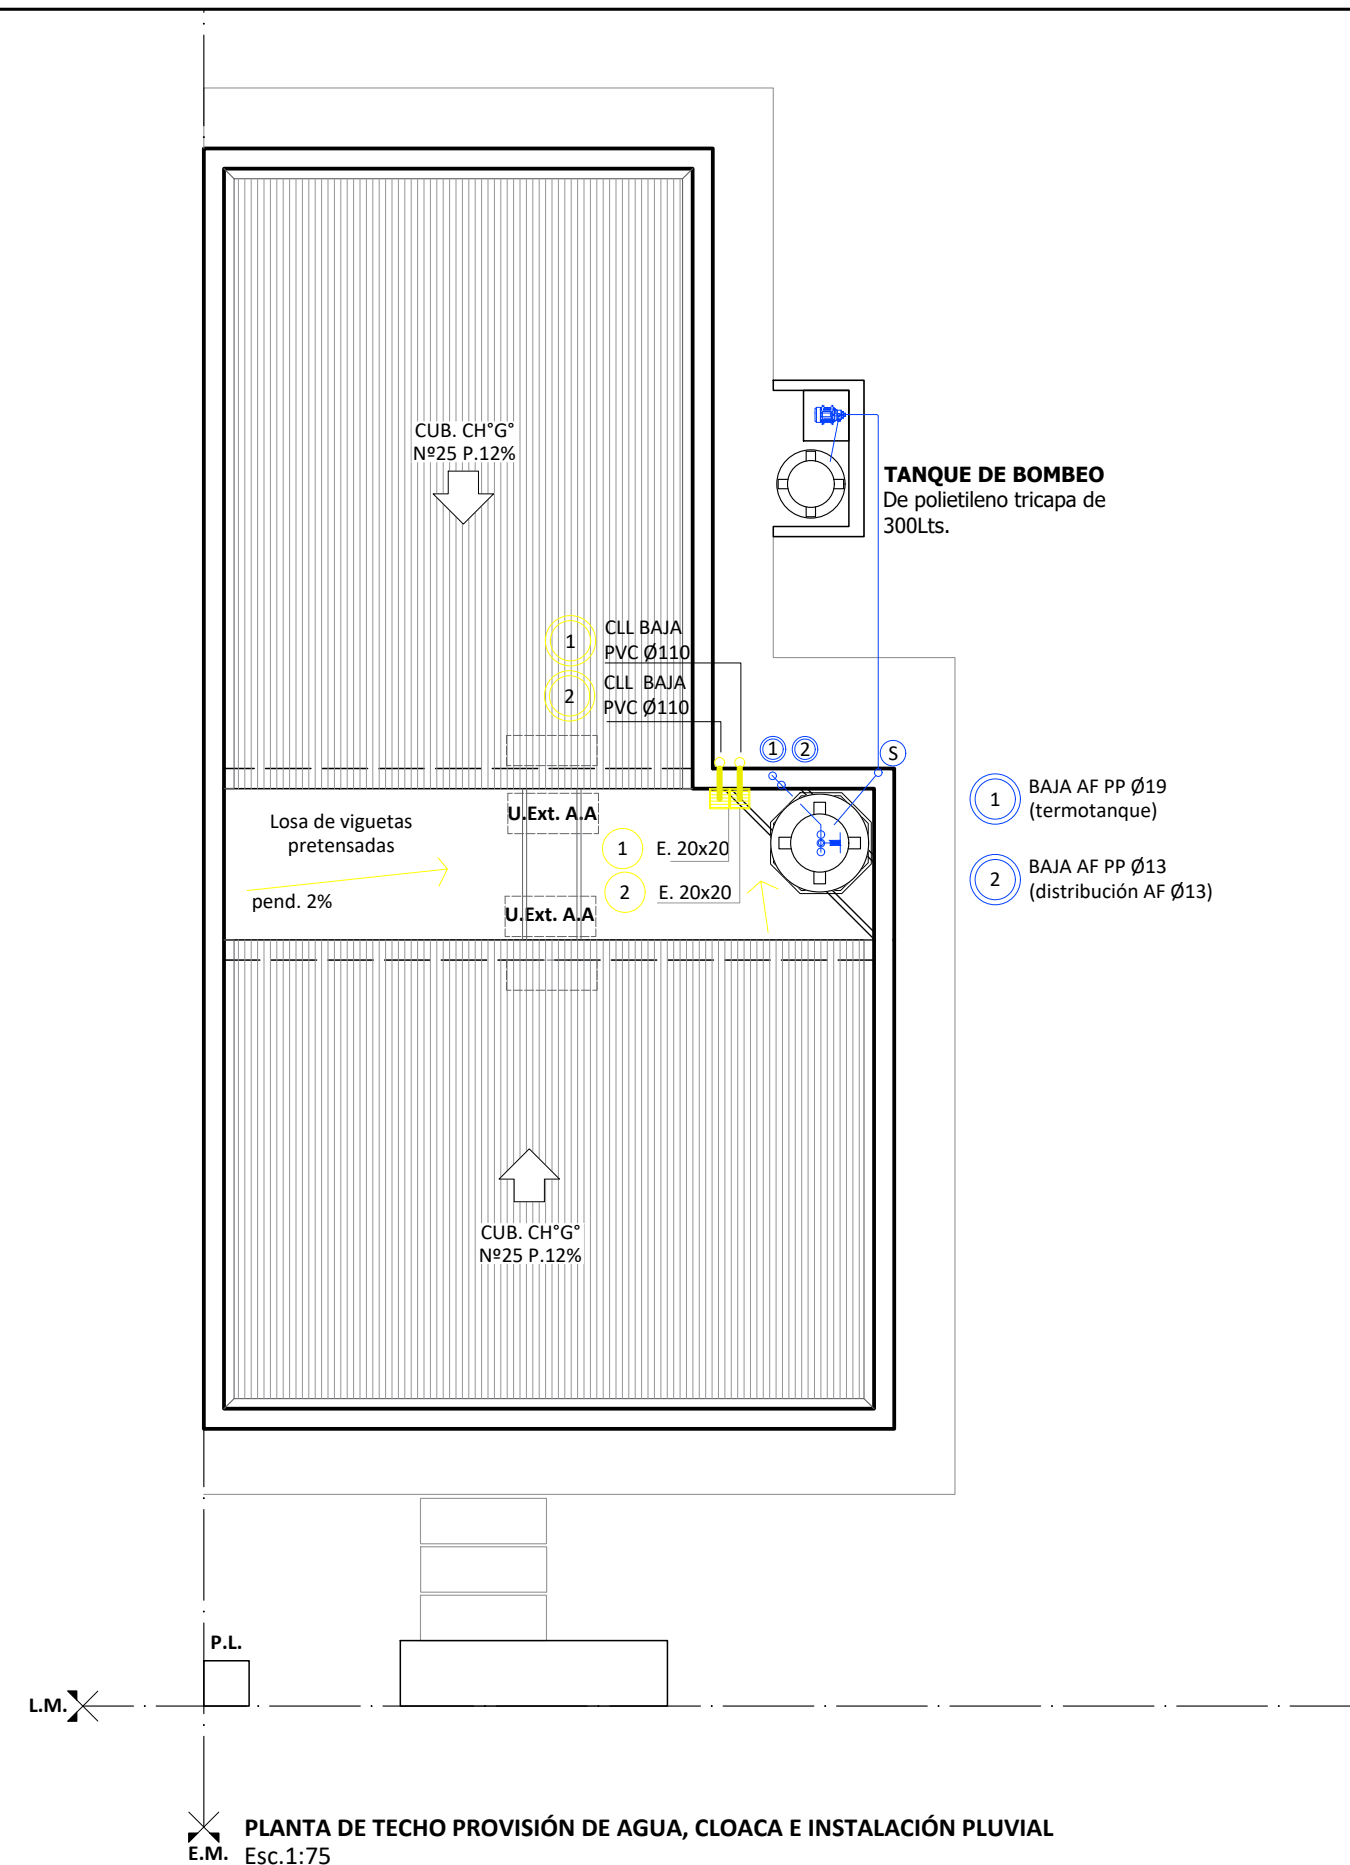 CUB. CH°G°
Nº25 P.12%
TANQUE DE BOMBEO
De polietileno tricapa de
300Lts.
1
CLL BAJA
PVC Ø110
2
CLL BAJA
PVC Ø110
1 2
S
1
BAJA AF PP Ø19
(termotanque)
2
BAJA AF PP Ø13
(distribución AF Ø13)
U.Ext. A.A
Losa de viguetas
pretensadas
pend. 2%
1 E. 20x20
2 E. 20x20
U.Ext. A.A
CUB. CH°G°
Nº25 P.12%
P.L.
L.M.
E.M.
PLANTA DE TECHO PROVISIÓN DE AGUA, CLOACA E INSTALACIÓN PLUVIAL
Esc.1:75